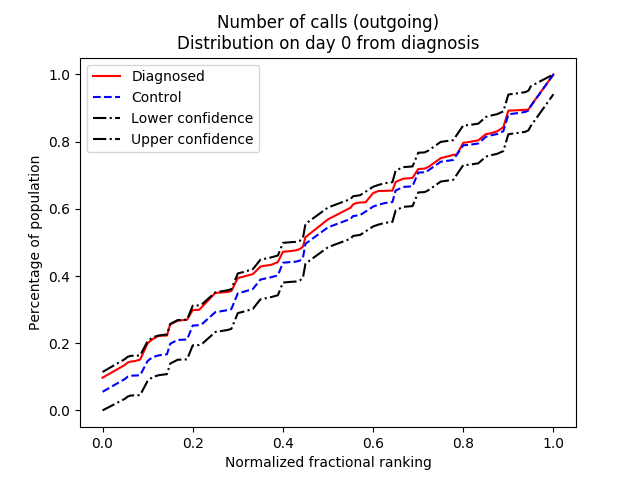 Number of calls (outgoing)
Distribution on day 0 from diagnosis
Diagnosed
Control
Lower confidence
Upper confidence
Percentage of population
1.0
0.8
0.6
0.4
0.2
0.0
0.0 0.2 0.4 0.6 0.8 1.0
Normalized fractional ranking